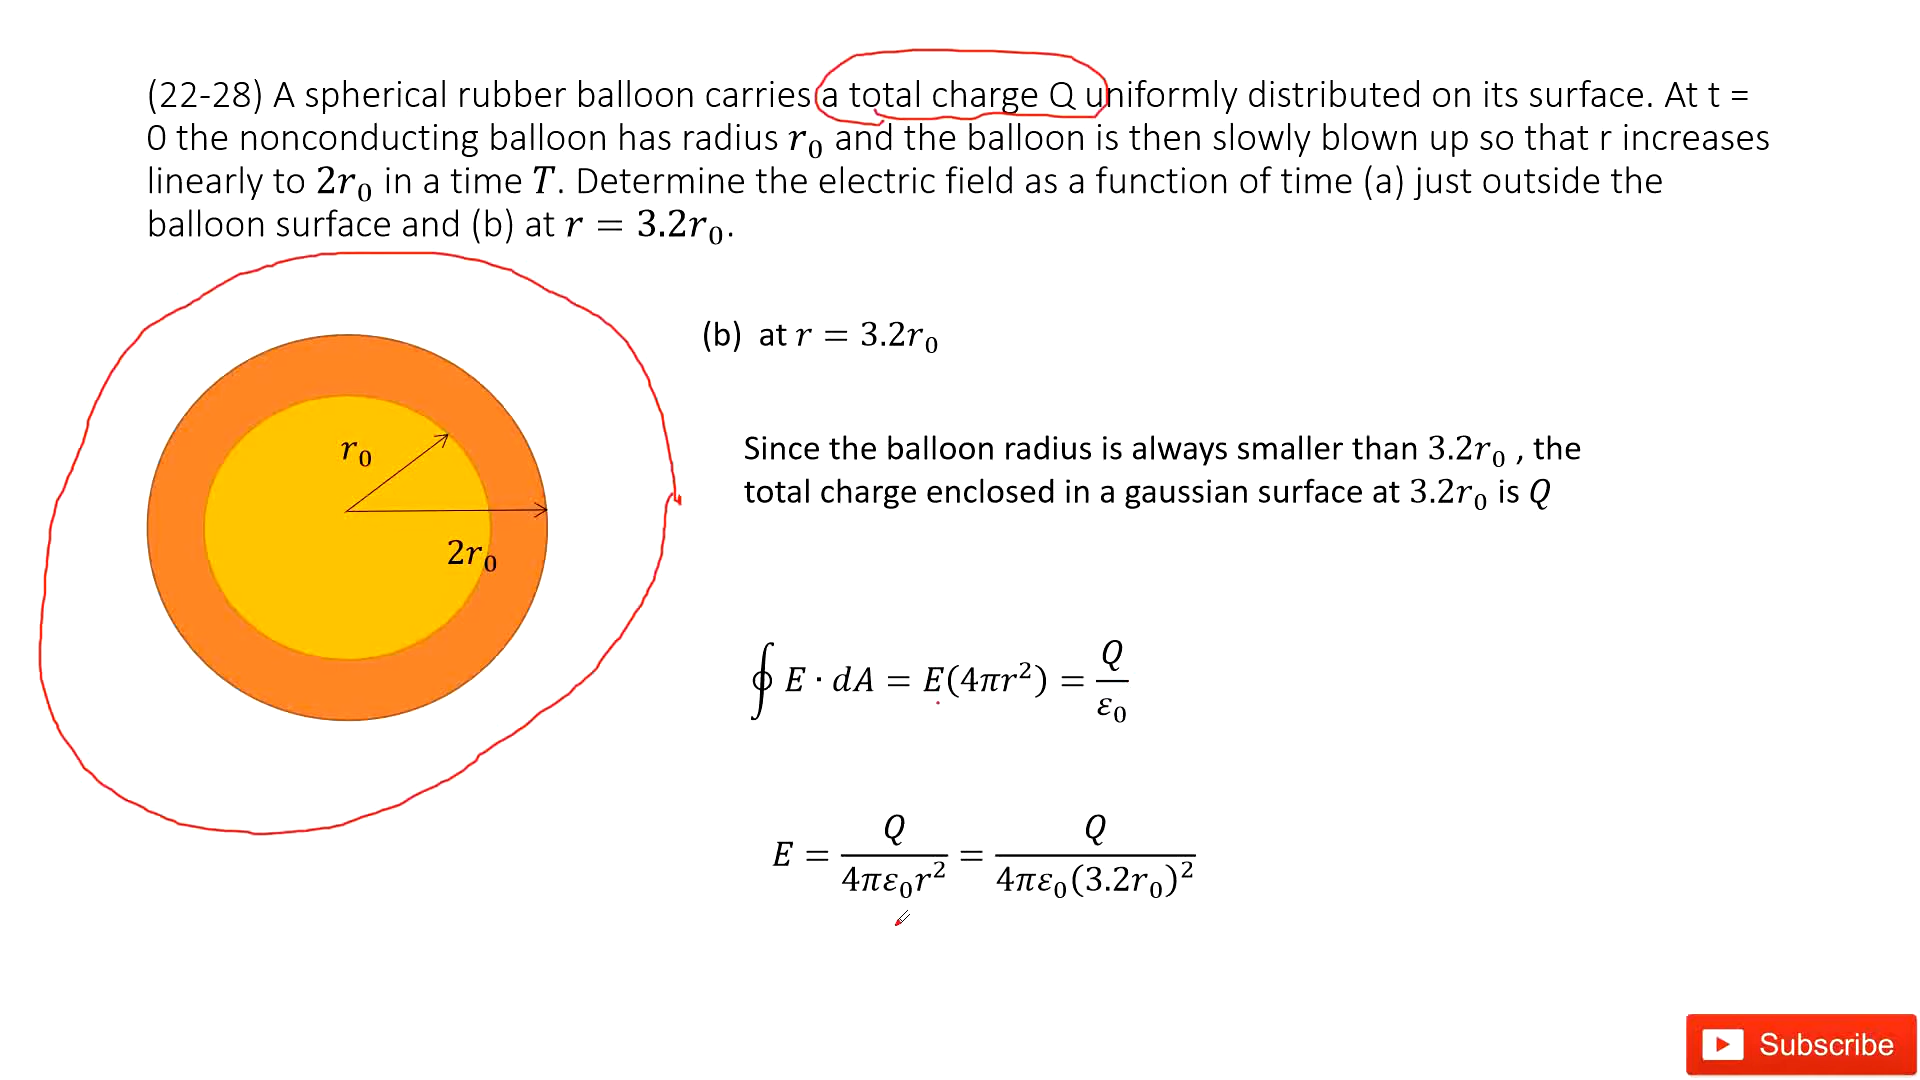 (22-28) A spherical rubber balloon carries a total charge Q uniformly distributed on its surface. At t =
0 the nonconducting balloon has radius r₀ and the balloon is then slowly blown up so that r increases
linearly to 2r₀ in a time T. Determine the electric field as a function of time (a) just outside the
balloon surface and (b) at r = 3.2r₀.
(b) at r = 3.2r₀
r₀
2r₀
Since the balloon radius is always smaller than 3.2r₀ , the
total charge enclosed in a gaussian surface at 3.2r₀ is Q
∮ E · dA = E(4πr²) = Q/ε₀
E = Q/(4πε₀r²) = Q/(4πε₀(3.2r₀)²)
Subscribe